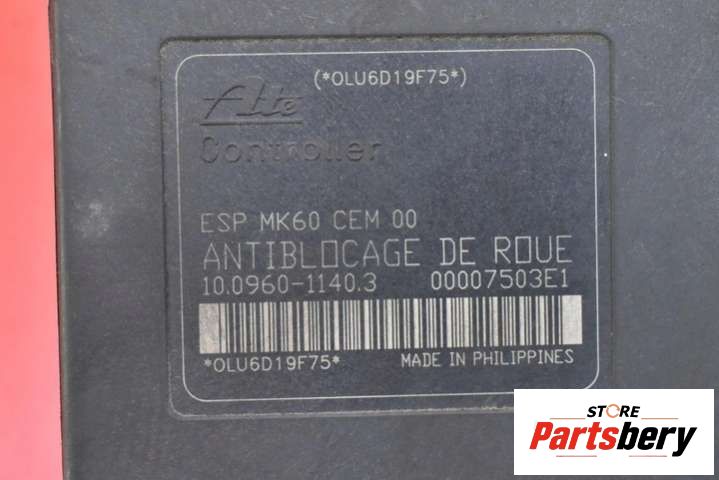 (*OLU6D19F75*)
Ate
Controller
ESP MK60 CEM 00
ANTIBLOCAGE DE ROUE
10.0960-1140.3 00007503E1
*OLU6D19F75* MADE IN PHILIPPINES
STORE
Partsbery